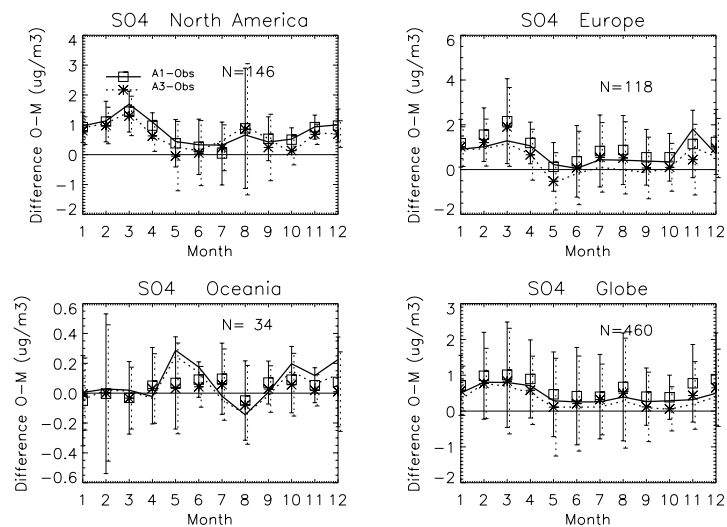 SO4 North America
Difference O-M (ug/m3)
4
3
2
1
0
-1
-2
A1-Obs
A3-Obs
N=146
1 2 3 4 5 6 7 8 9 10 11 12
Month
SO4 Europe
Difference O-M (ug/m3)
6
4
2
0
-2
N=118
1 2 3 4 5 6 7 8 9 10 11 12
Month
SO4 Oceania
Difference O-M (ug/m3)
0.6
0.4
0.2
0.0
-0.2
-0.4
-0.6
N= 34
1 2 3 4 5 6 7 8 9 10 11 12
Month
SO4 Globe
Difference O-M (ug/m3)
3
2
1
0
-1
-2
N=460
1 2 3 4 5 6 7 8 9 10 11 12
Month